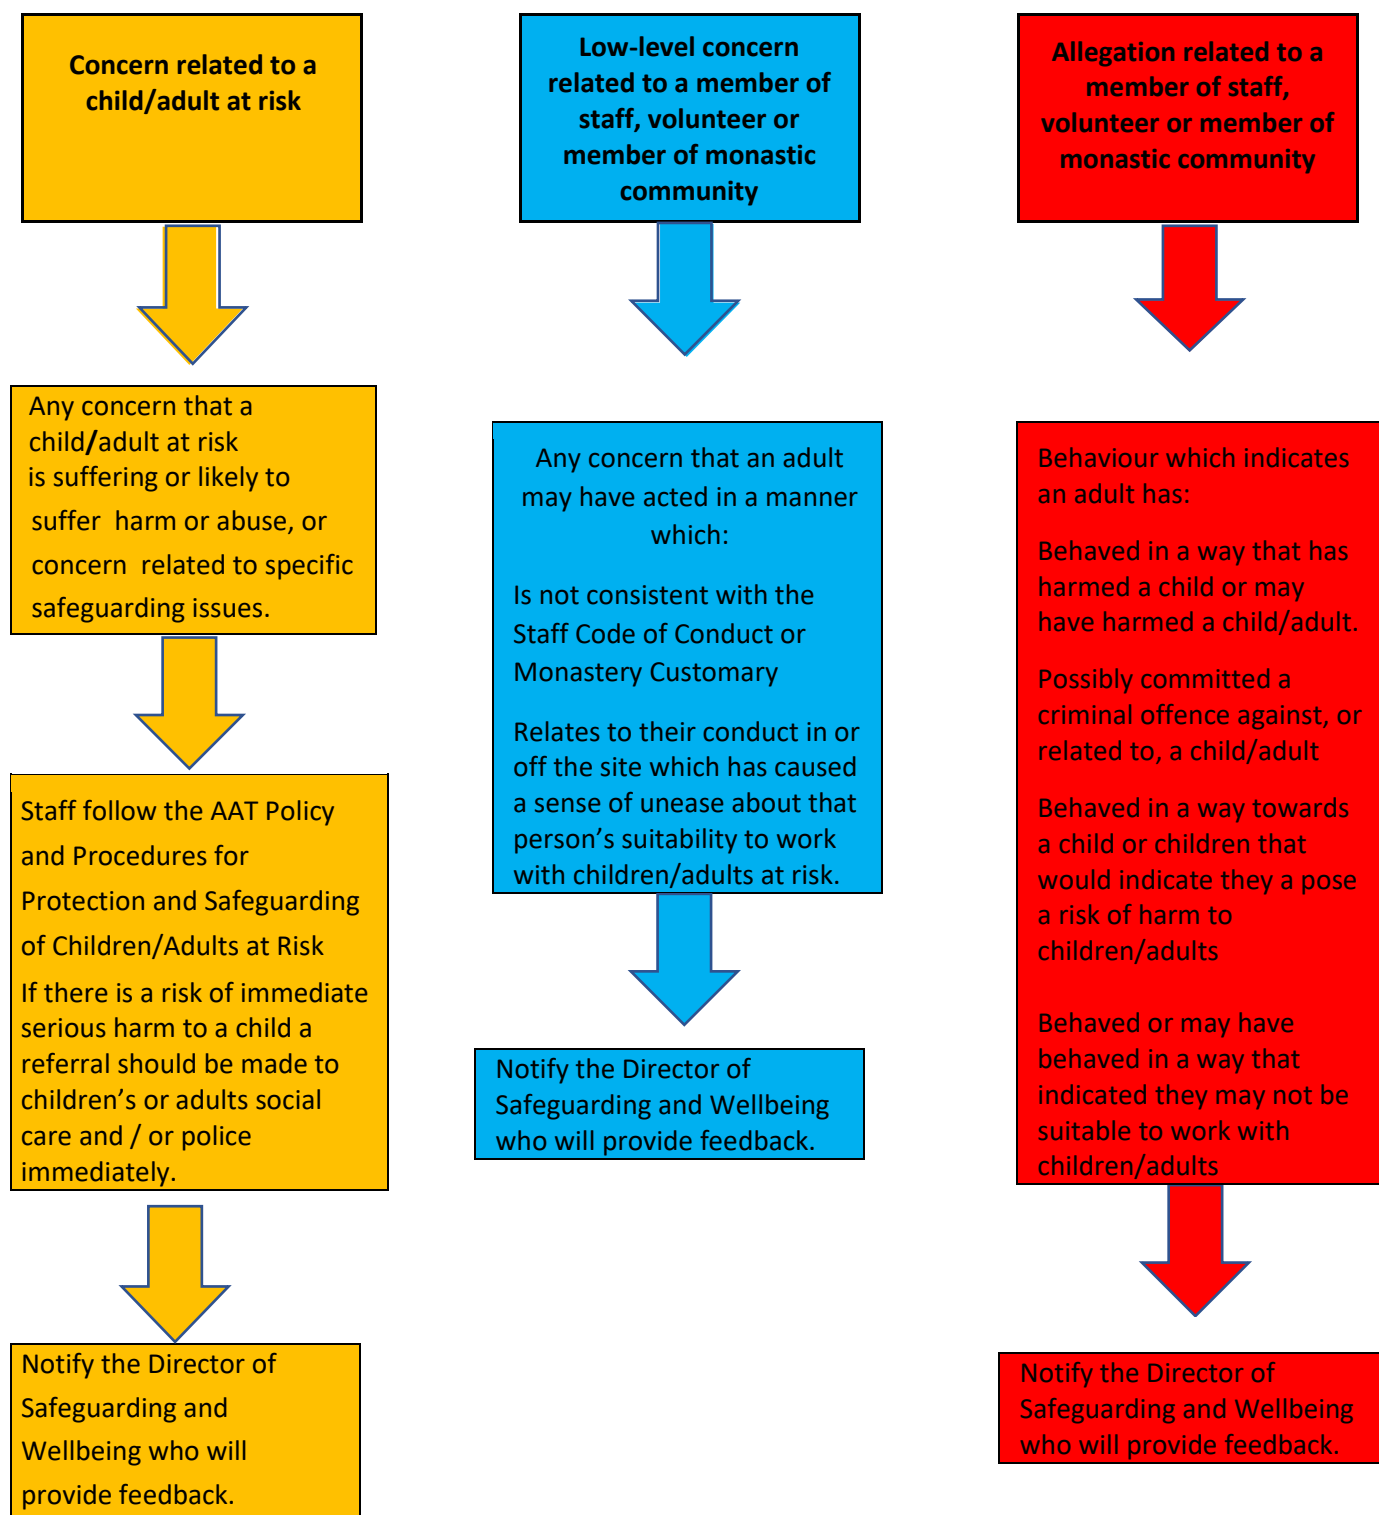 Concern related to a
child/adult at risk
Any concern that a
child/adult at risk
is suffering or likely to
suffer harm or abuse, or
concern related to specific
safeguarding issues.
Staff follow the AAT Policy
and Procedures for
Protection and Safeguarding
of Children/Adults at Risk
If there is a risk of immediate
serious harm to a child a
referral should be made to
children’s or adults social
care and / or police
immediately.
Notify the Director of
Safeguarding and
Wellbeing who will
provide feedback.
Low-level concern
related to a member of
staff, volunteer or
member of monastic
community
Any concern that an adult
may have acted in a manner
which:
Is not consistent with the
Staff Code of Conduct or
Monastery Customary
Relates to their conduct in or
off the site which has caused
a sense of unease about that
person’s suitability to work
with children/adults at risk.
Notify the Director of
Safeguarding and Wellbeing
who will provide feedback.
Allegation related to a
member of staff,
volunteer or member of
monastic community
Behaviour which indicates
an adult has:
Behaved in a way that has
harmed a child or may
have harmed a child/adult.
Possibly committed a
criminal offence against, or
related to, a child/adult
Behaved in a way towards
a child or children that
would indicate they a pose
a risk of harm to
children/adults
Behaved or may have
behaved in a way that
indicated they may not be
suitable to work with
children/adults
Notify the Director of
Safeguarding and Wellbeing
who will provide feedback.